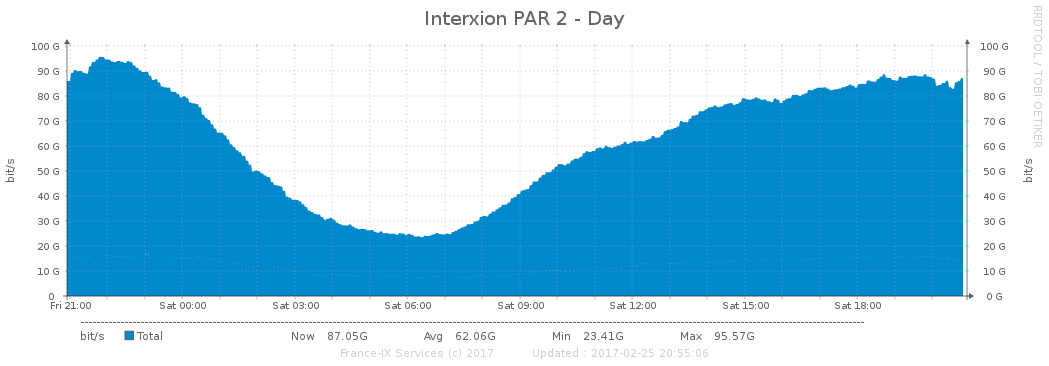 Interxion PAR 2 - Day
RRDTOOL / TOBI OETIKER
100 G 100 G
90 G 90 G
80 G 80 G
70 G 70 G
60 G 60 G
50 G 50 G
40 G 40 G
30 G 30 G
20 G 20 G
10 G 10 G
0 0 G
bit/s bit/s
Fri 21:00 Sat 00:00 Sat 03:00 Sat 06:00 Sat 09:00 Sat 12:00 Sat 15:00 Sat 18:00
bit/s Total Now 87.05G Avg 62.06G Min 23.41G Max 95.57G
France-IX Services (c) 2017 Updated : 2017-02-25 20:55:06